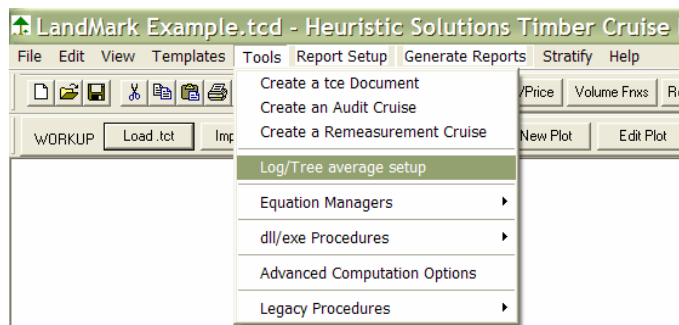 LandMark Example.tcd - Heuristic Solutions Timber Cruise
File Edit View Templates Tools Report Setup Generate Reports Stratify Help
Create a tce Document
/Price Volume Fnxs
Create an Audit Cruise
Create a Remeasurement Cruise
WORKUP Load .tct New Plot Edit Plot
Log/Tree average setup
Equation Managers
dll/exe Procedures
Advanced Computation Options
Legacy Procedures